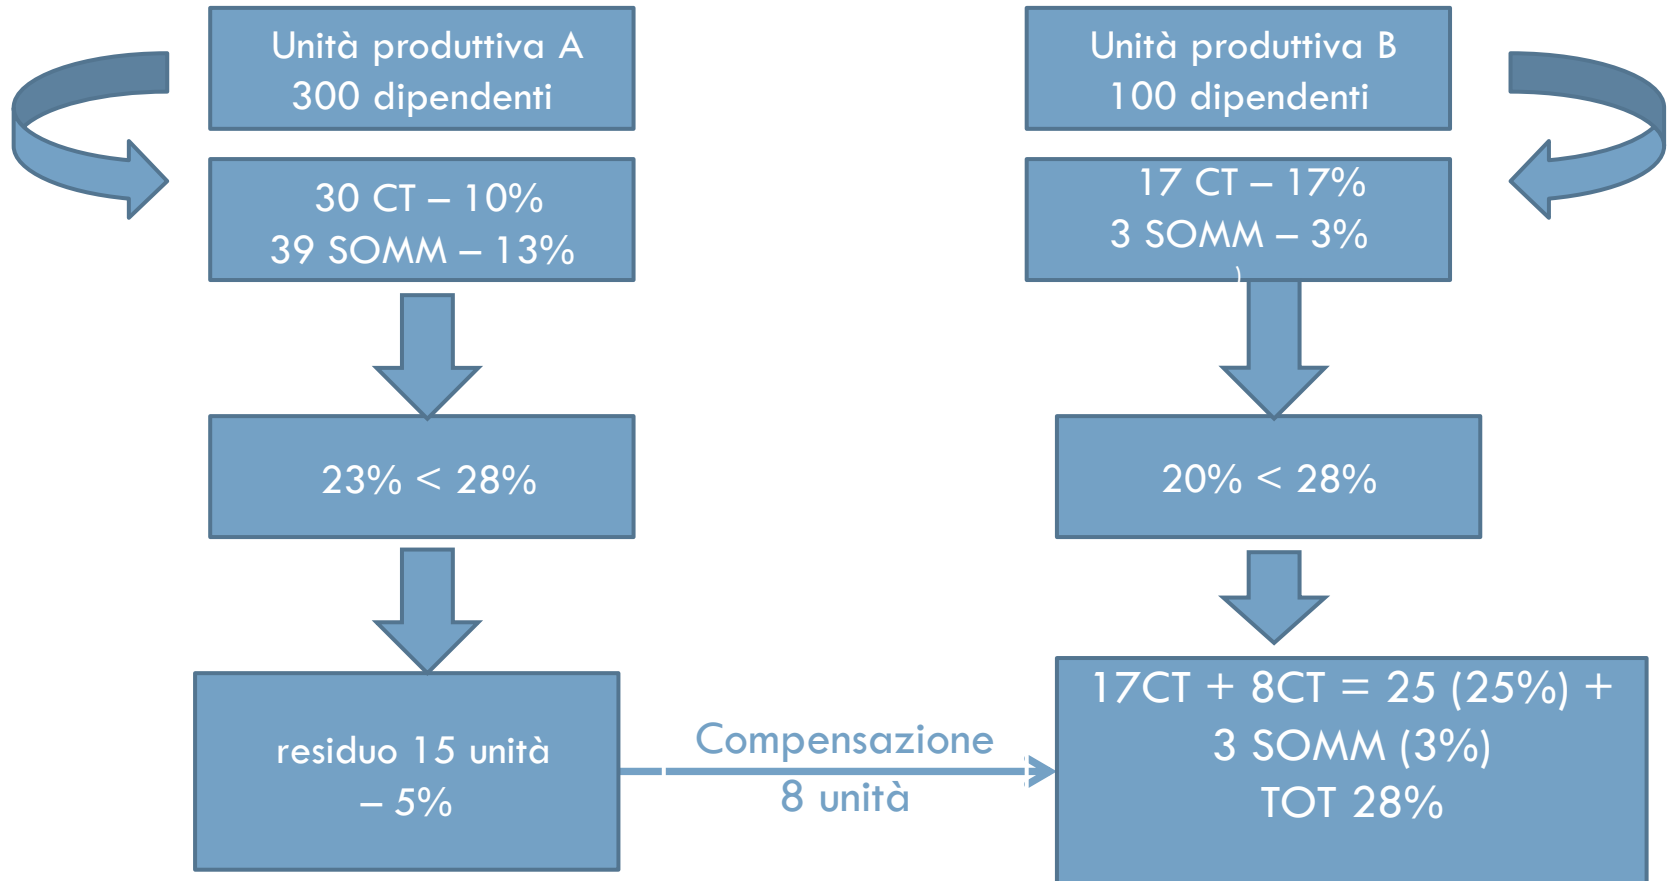 Unità produttiva A
300 dipendenti
30 CT – 10%
39 SOMM – 13%
23% < 28%
residuo 15 unità
– 5%
Compensazione
8 unità
Unità produttiva B
100 dipendenti
17 CT – 17%
3 SOMM – 3%
)
20% < 28%
17CT + 8CT = 25 (25%) +
3 SOMM (3%)
TOT 28%